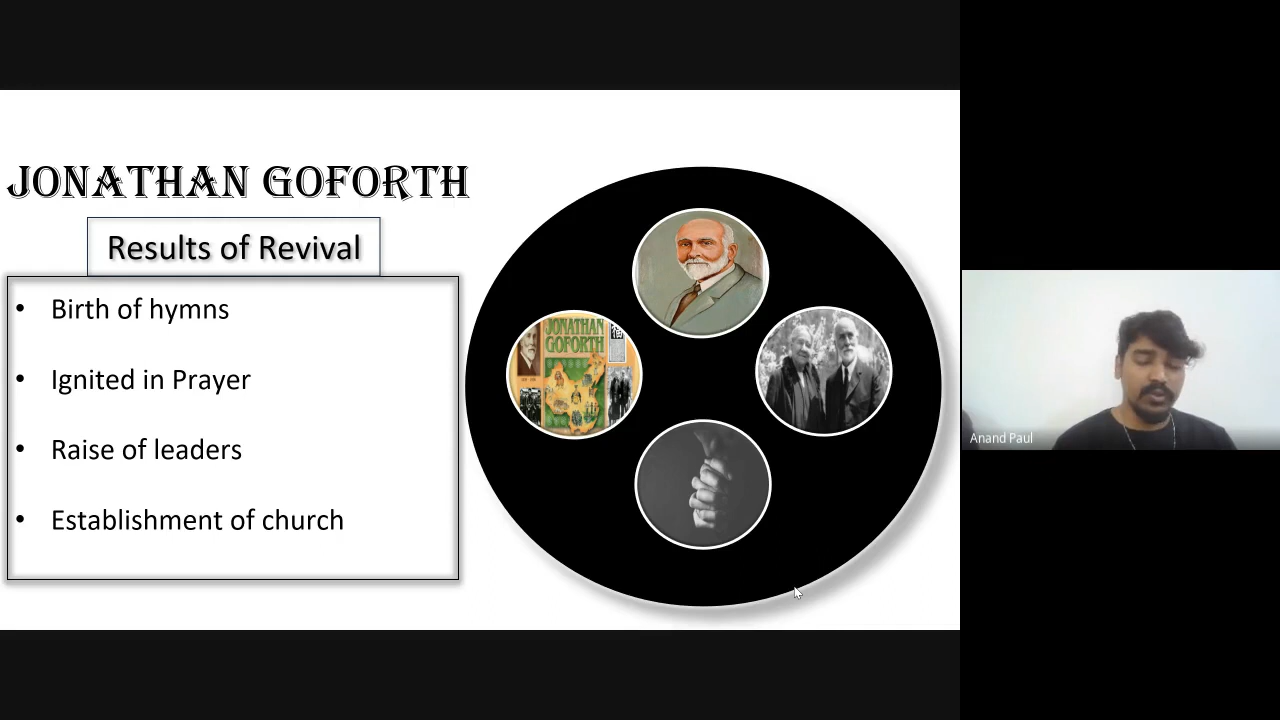 JONATHAN GOFORTH
Results of Revival
• Birth of hymns
• Ignited in Prayer
• Raise of leaders
• Establishment of church
JONATHAN
GOFORTH
Anand Paul